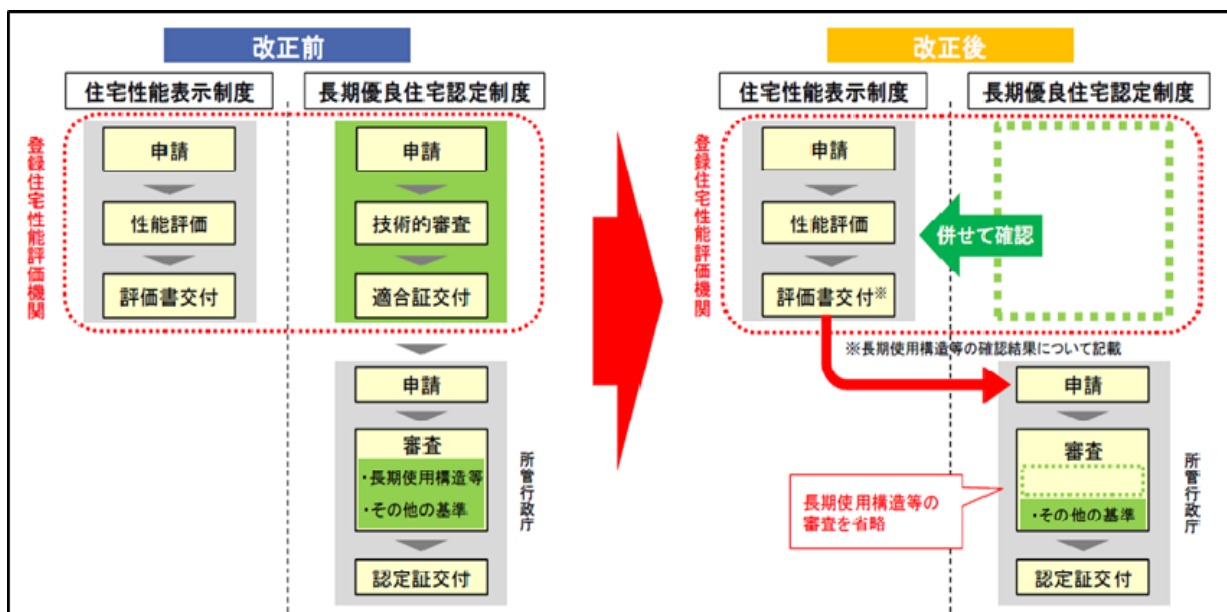 改正前
住宅性能表示制度
長期優良住宅認定制度
登録住宅性能評価機関
申請
性能評価
評価書交付
申請
技術的審査
適合証交付
申請
審査
・長期使用構造等
・その他の基準
認定証交付
所管行政庁
改正後
住宅性能表示制度
長期優良住宅認定制度
登録住宅性能評価機関
申請
性能評価
評価書交付※
併せて確認
※長期使用構造等の確認結果について記載
申請
審査
・その他の基準
認定証交付
所管行政庁
長期使用構造等の
審査を省略